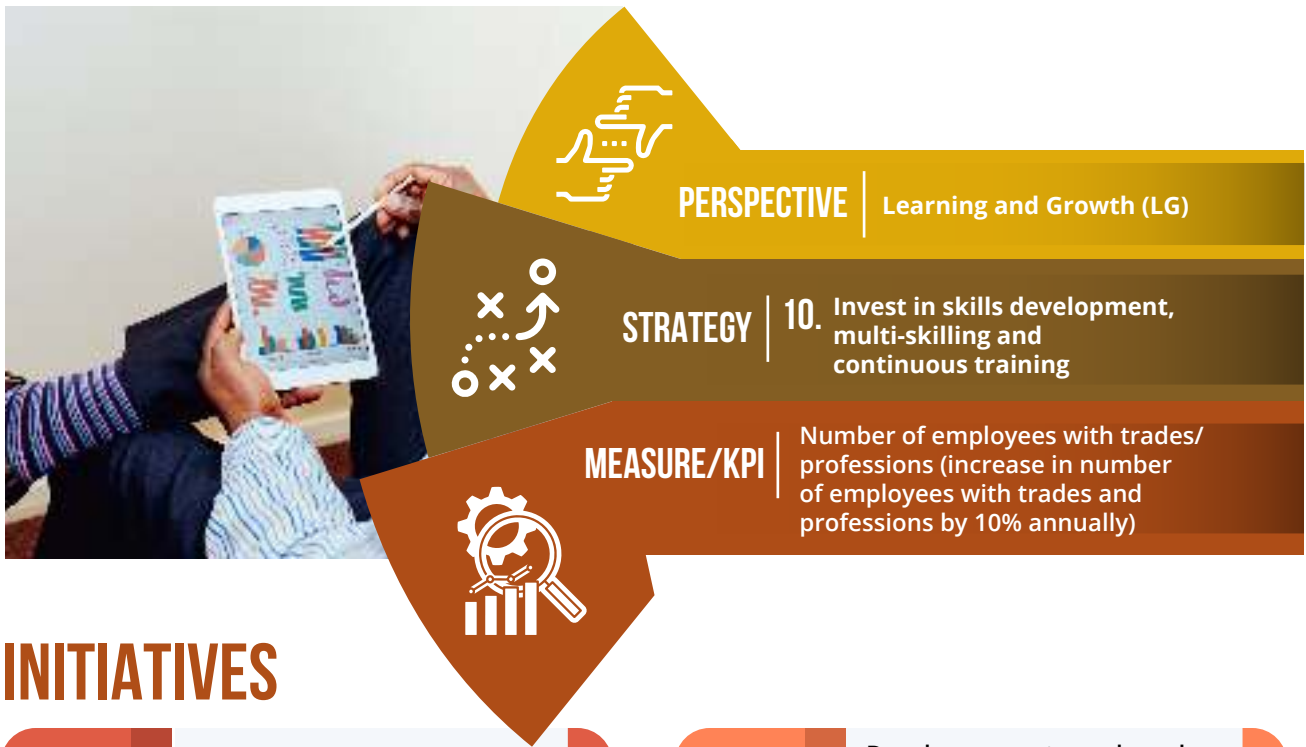 PERSPECTIVE
Learning and Growth (LG)
STRATEGY
10.
Invest in skills development,
multi-skilling and
continuous training
MEASURE/KPI
Number of employees with trades/
professions (increase in number
of employees with trades and
professions by 10% annually)
INITIATIVES